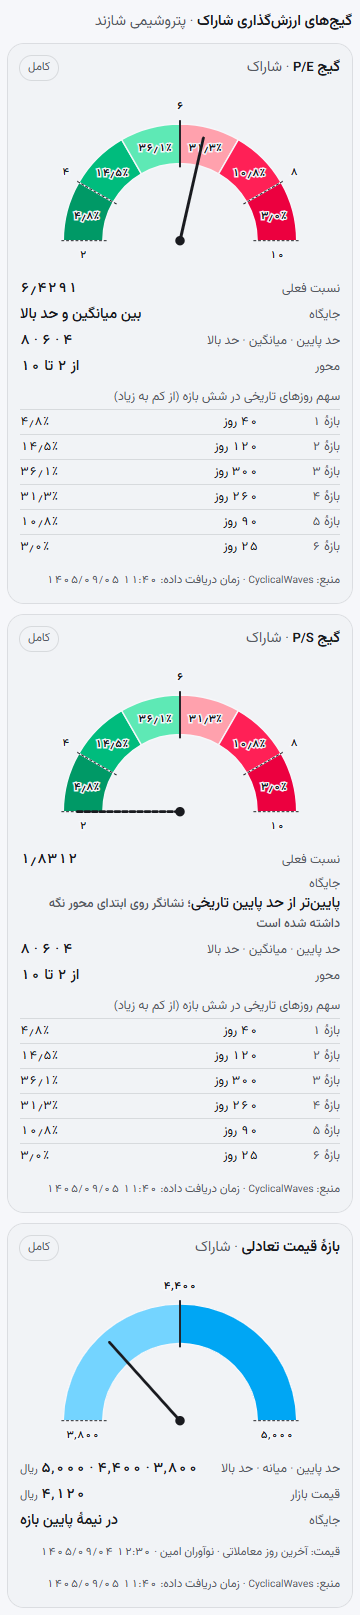 گیج‌های ارزش‌گذاری شاراک · پتروشیمی شازند
گیج P/E · شاراک
کامل
۶
۳۶٫۱٪
۳۱٫۳٪
۴
۱۴٫۵٪
۱۰٫۸٪
۸
۴٫۸٪
۳٫۰٪
۲
۱۰
نسبت فعلی
۶٫۴۲۹۱
جایگاه
بین میانگین و حد بالا
حد پایین · میانگین · حد بالا
۴ · ۶ · ۸
محور
از ۲ تا ۱۰
سهم روزهای تاریخی در شش بازه (از کم به زیاد)
بازهٔ ۱
۴۰ روز
۴٫۸٪
بازهٔ ۲
۱۲۰ روز
۱۴٫۵٪
بازهٔ ۳
۳۰۰ روز
۳۶٫۱٪
بازهٔ ۴
۲۶۰ روز
۳۱٫۳٪
بازهٔ ۵
۹۰ روز
۱۰٫۸٪
بازهٔ ۶
۲۵ روز
۳٫۰٪
منبع: CyclicalWaves · زمان دریافت داده: ۱۴۰۵/۰۹/۰۵ ۱۱:۴۰
گیج P/S · شاراک
کامل
۶
۳۶٫۱٪
۳۱٫۳٪
۴
۱۴٫۵٪
۱۰٫۸٪
۸
۴٫۸٪
۳٫۰٪
۲
۱۰
نسبت فعلی
۱٫۸۳۱۲
جایگاه
پایین‌تر از حد پایین تاریخی؛ نشانگر روی ابتدای محور نگه
داشته شده است
حد پایین · میانگین · حد بالا
۴ · ۶ · ۸
محور
از ۲ تا ۱۰
سهم روزهای تاریخی در شش بازه (از کم به زیاد)
بازهٔ ۱
۴۰ روز
۴٫۸٪
بازهٔ ۲
۱۲۰ روز
۱۴٫۵٪
بازهٔ ۳
۳۰۰ روز
۳۶٫۱٪
بازهٔ ۴
۲۶۰ روز
۳۱٫۳٪
بازهٔ ۵
۹۰ روز
۱۰٫۸٪
بازهٔ ۶
۲۵ روز
۳٫۰٪
منبع: CyclicalWaves · زمان دریافت داده: ۱۴۰۵/۰۹/۰۵ ۱۱:۴۰
بازهٔ قیمت تعادلی · شاراک
کامل
۴,۴۰۰
۳,۸۰۰
۵,۰۰۰
حد پایین · میانه · حد بالا
۳,۸۰۰ · ۴,۴۰۰ · ۵,۰۰۰ ریال
قیمت بازار
۴,۱۲۰ ریال
جایگاه
در نیمهٔ پایین بازه
قیمت: آخرین روز معاملاتی · نوآوران امین · ۱۴۰۵/۰۹/۰۴ ۱۲:۳۰
منبع: CyclicalWaves · زمان دریافت داده: ۱۴۰۵/۰۹/۰۵ ۱۱:۴۰